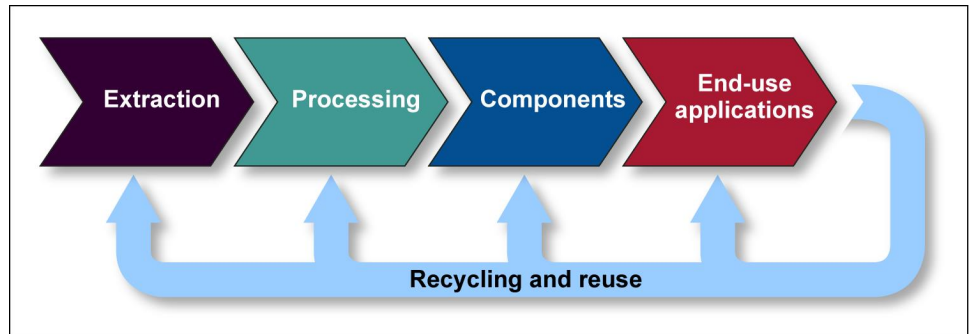 Extraction
Processing
Components
End-use
applications
Recycling and reuse